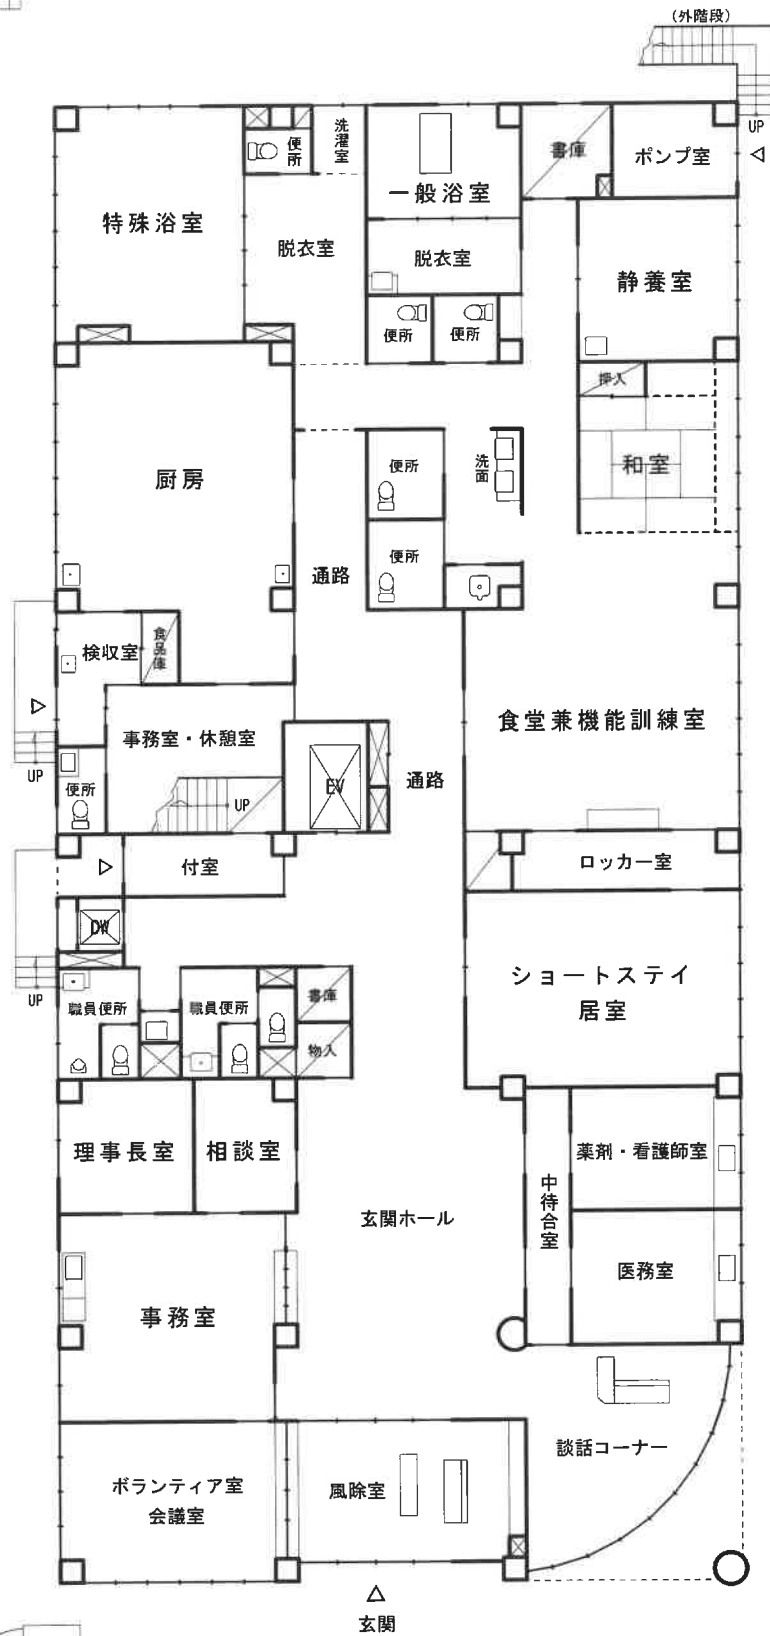 (外階段)
UP
洗濯室
便所
一般浴室
書庫
ポンプ室
特殊浴室
脱衣室
脱衣室
静養室
便所
便所
押入
厨房
便所
洗面
和室
便所
通路
検収室
食品庫
食堂兼機能訓練室
事務室・休憩室
UP
便所
UP
EV
通路
付室
ロッカー室
DW
ショートステイ
居室
UP
職員便所
職員便所
書庫
物入
理事長室
相談室
薬剤・看護師室
中待合室
玄関ホール
医務室
事務室
談話コーナー
ボランティア室
会議室
風除室
玄関